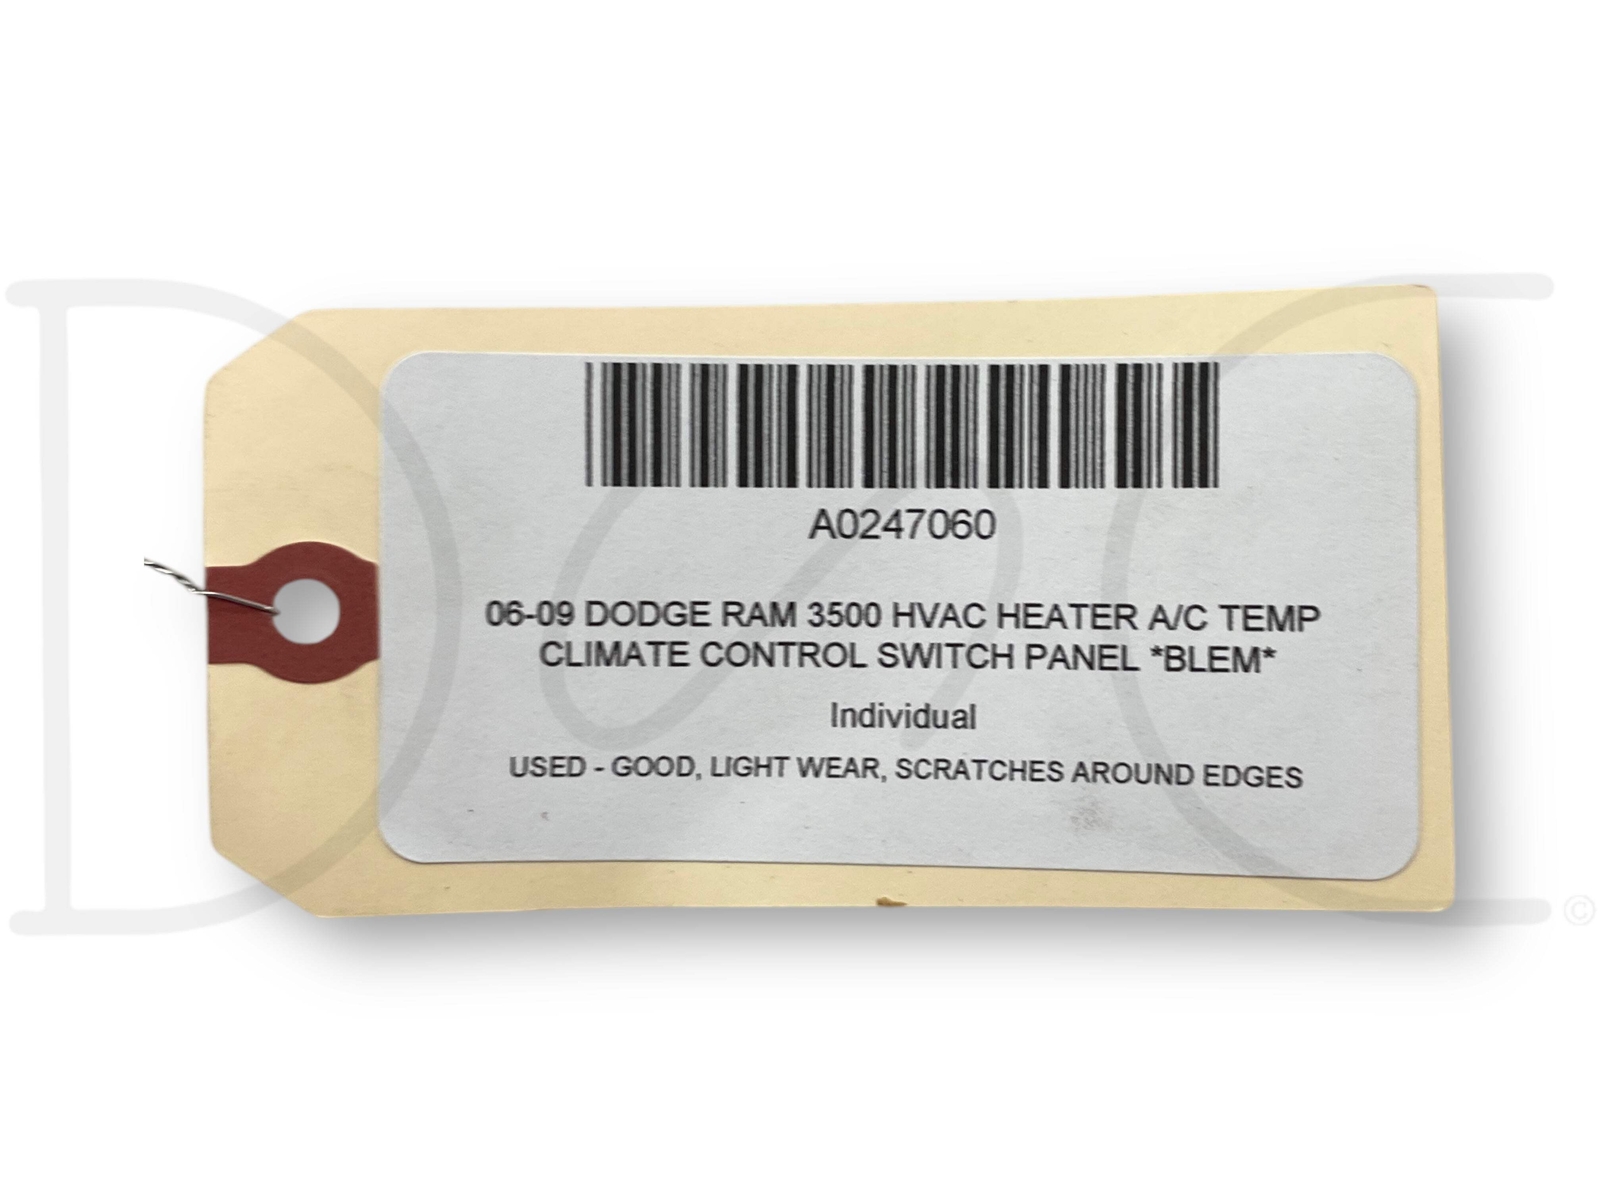 A0247060
06-09 DODGE RAM 3500 HVAC HEATER A/C TEMP
CLIMATE CONTROL SWITCH PANEL *BLEM*
Individual
USED - GOOD, LIGHT WEAR, SCRATCHES AROUND EDGES
©